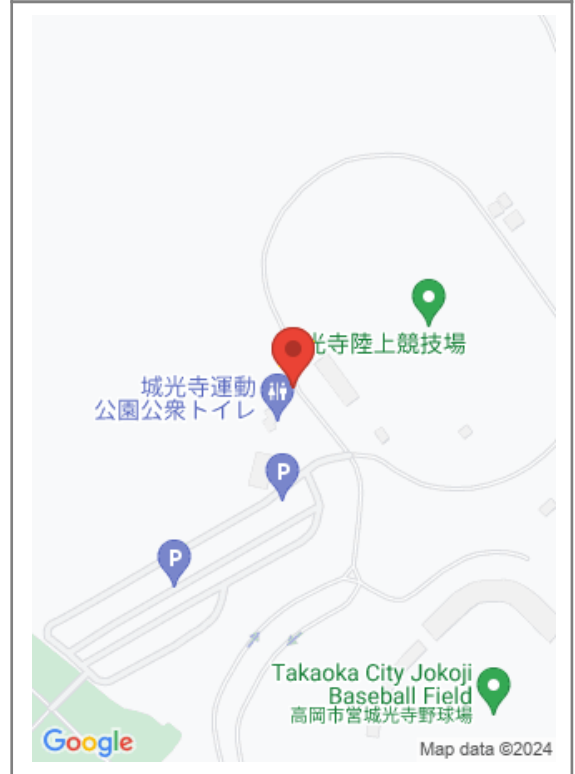 光寺陸上競技場
城光寺運動
公園公衆トイレ
P
P
Takaoka City Jokoji
Baseball Field
高岡市営城光寺野球場
Google
Map data ©2024